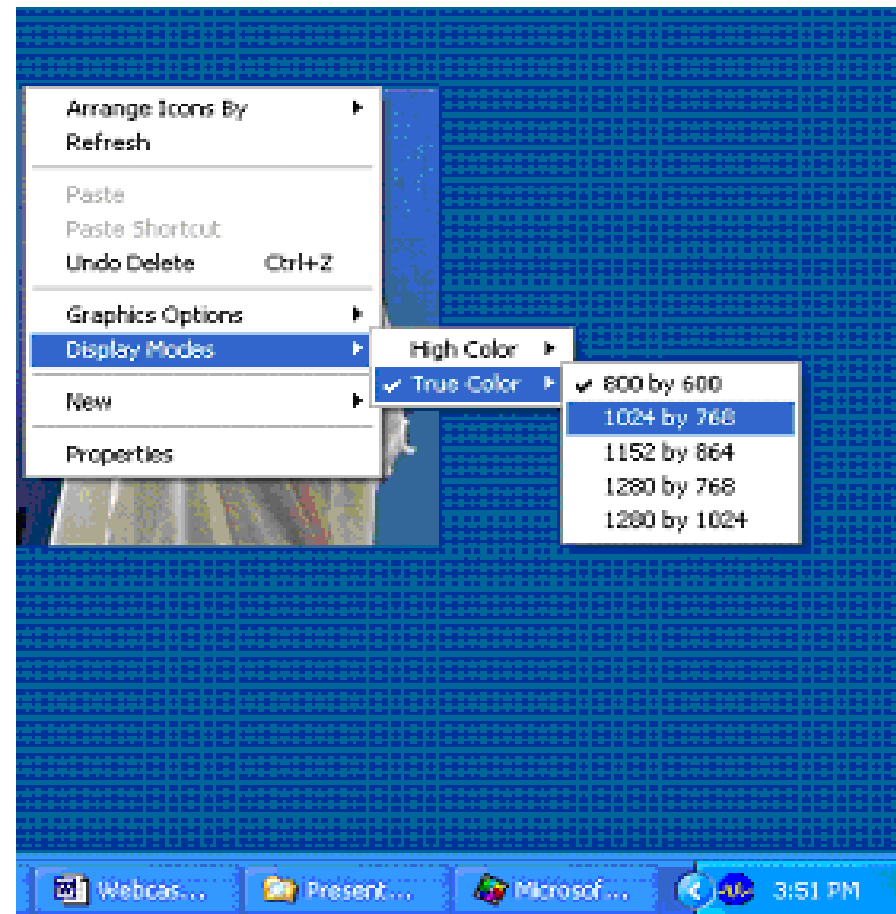 Arrange Icons By
Refresh
Paste
Paste Shortcut
Undo Delete Ctrl+Z
Graphics Options
Display Modes
New
Properties
High Color
True Color
800 by 600
1024 by 768
1152 by 864
1280 by 768
1280 by 1024
Webcas...
Present...
Microsof...
3:51 PM